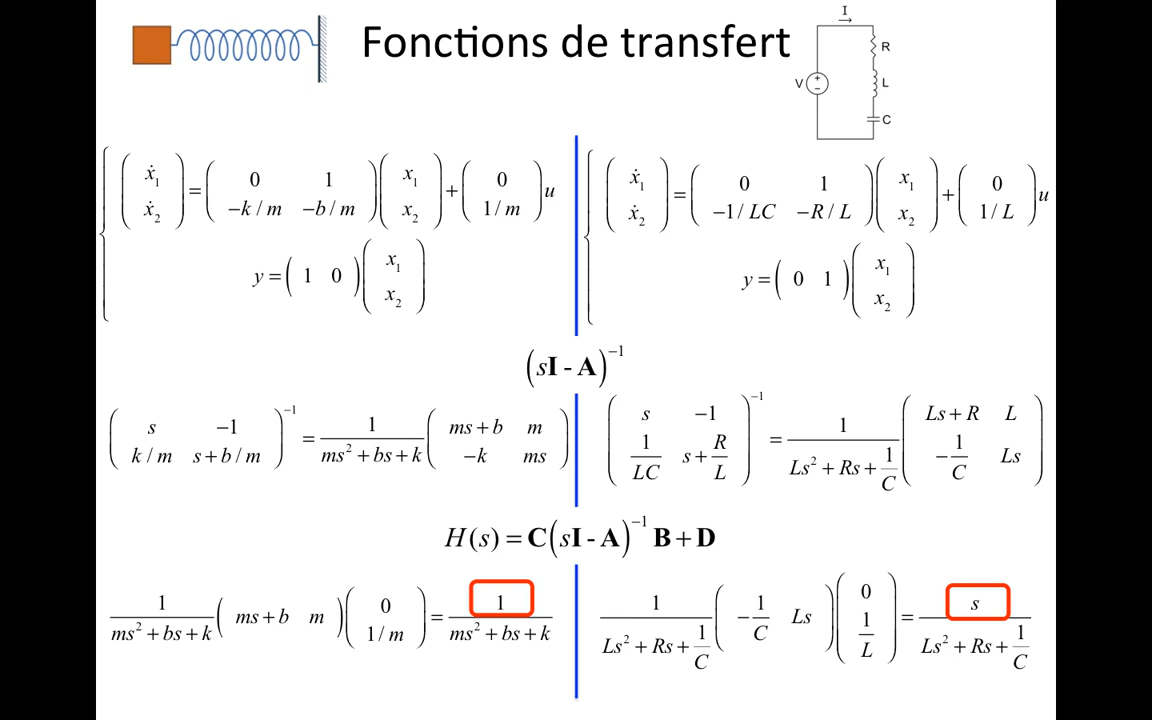 Fonctions de transfert
I
V + − R
L
C
( ẋ₁ ; ẋ₂ ) = ( 0 1 ; −k / m −b / m )( x₁ ; x₂ ) + ( 0 ; 1 / m ) u
y = ( 1 0 )( x₁ ; x₂ )
( ẋ₁ ; ẋ₂ ) = ( 0 1 ; −1 / LC −R / L )( x₁ ; x₂ ) + ( 0 ; 1 / L ) u
y = ( 0 1 )( x₁ ; x₂ )
(sI - A)⁻¹
( s −1 ; k / m s + b / m )⁻¹ = 1 / (ms² + bs + k) ( ms + b m ; −k ms )
( s −1 ; 1/LC s + R/L )⁻¹ = 1 / (Ls² + Rs + 1/C) ( Ls + R L ; −1/C Ls )
H(s) = C(sI - A)⁻¹ B + D
1 / (ms² + bs + k) ( ms + b m )( 0 ; 1 / m ) = 1 / (ms² + bs + k)
1 / (Ls² + Rs + 1/C) ( −1/C Ls )( 0 ; 1/L ) = s / (Ls² + Rs + 1/C)